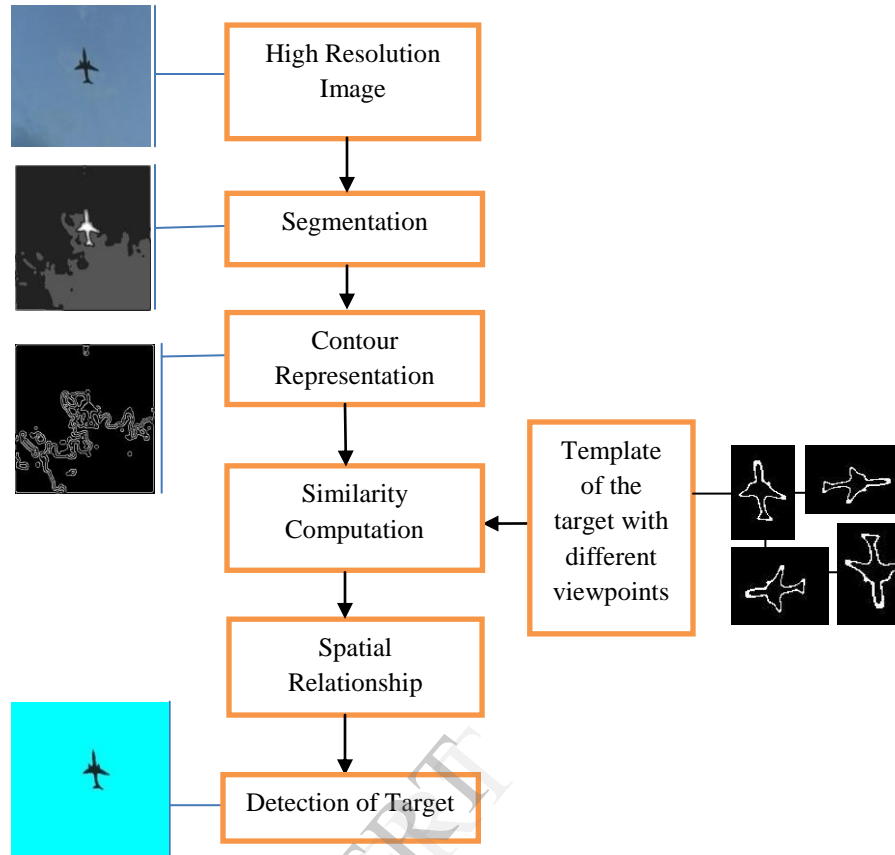 High Resolution
Image
Segmentation
Contour
Representation
Similarity
Computation
Template
of the
target with
different
viewpoints
Spatial
Relationship
Detection of Target